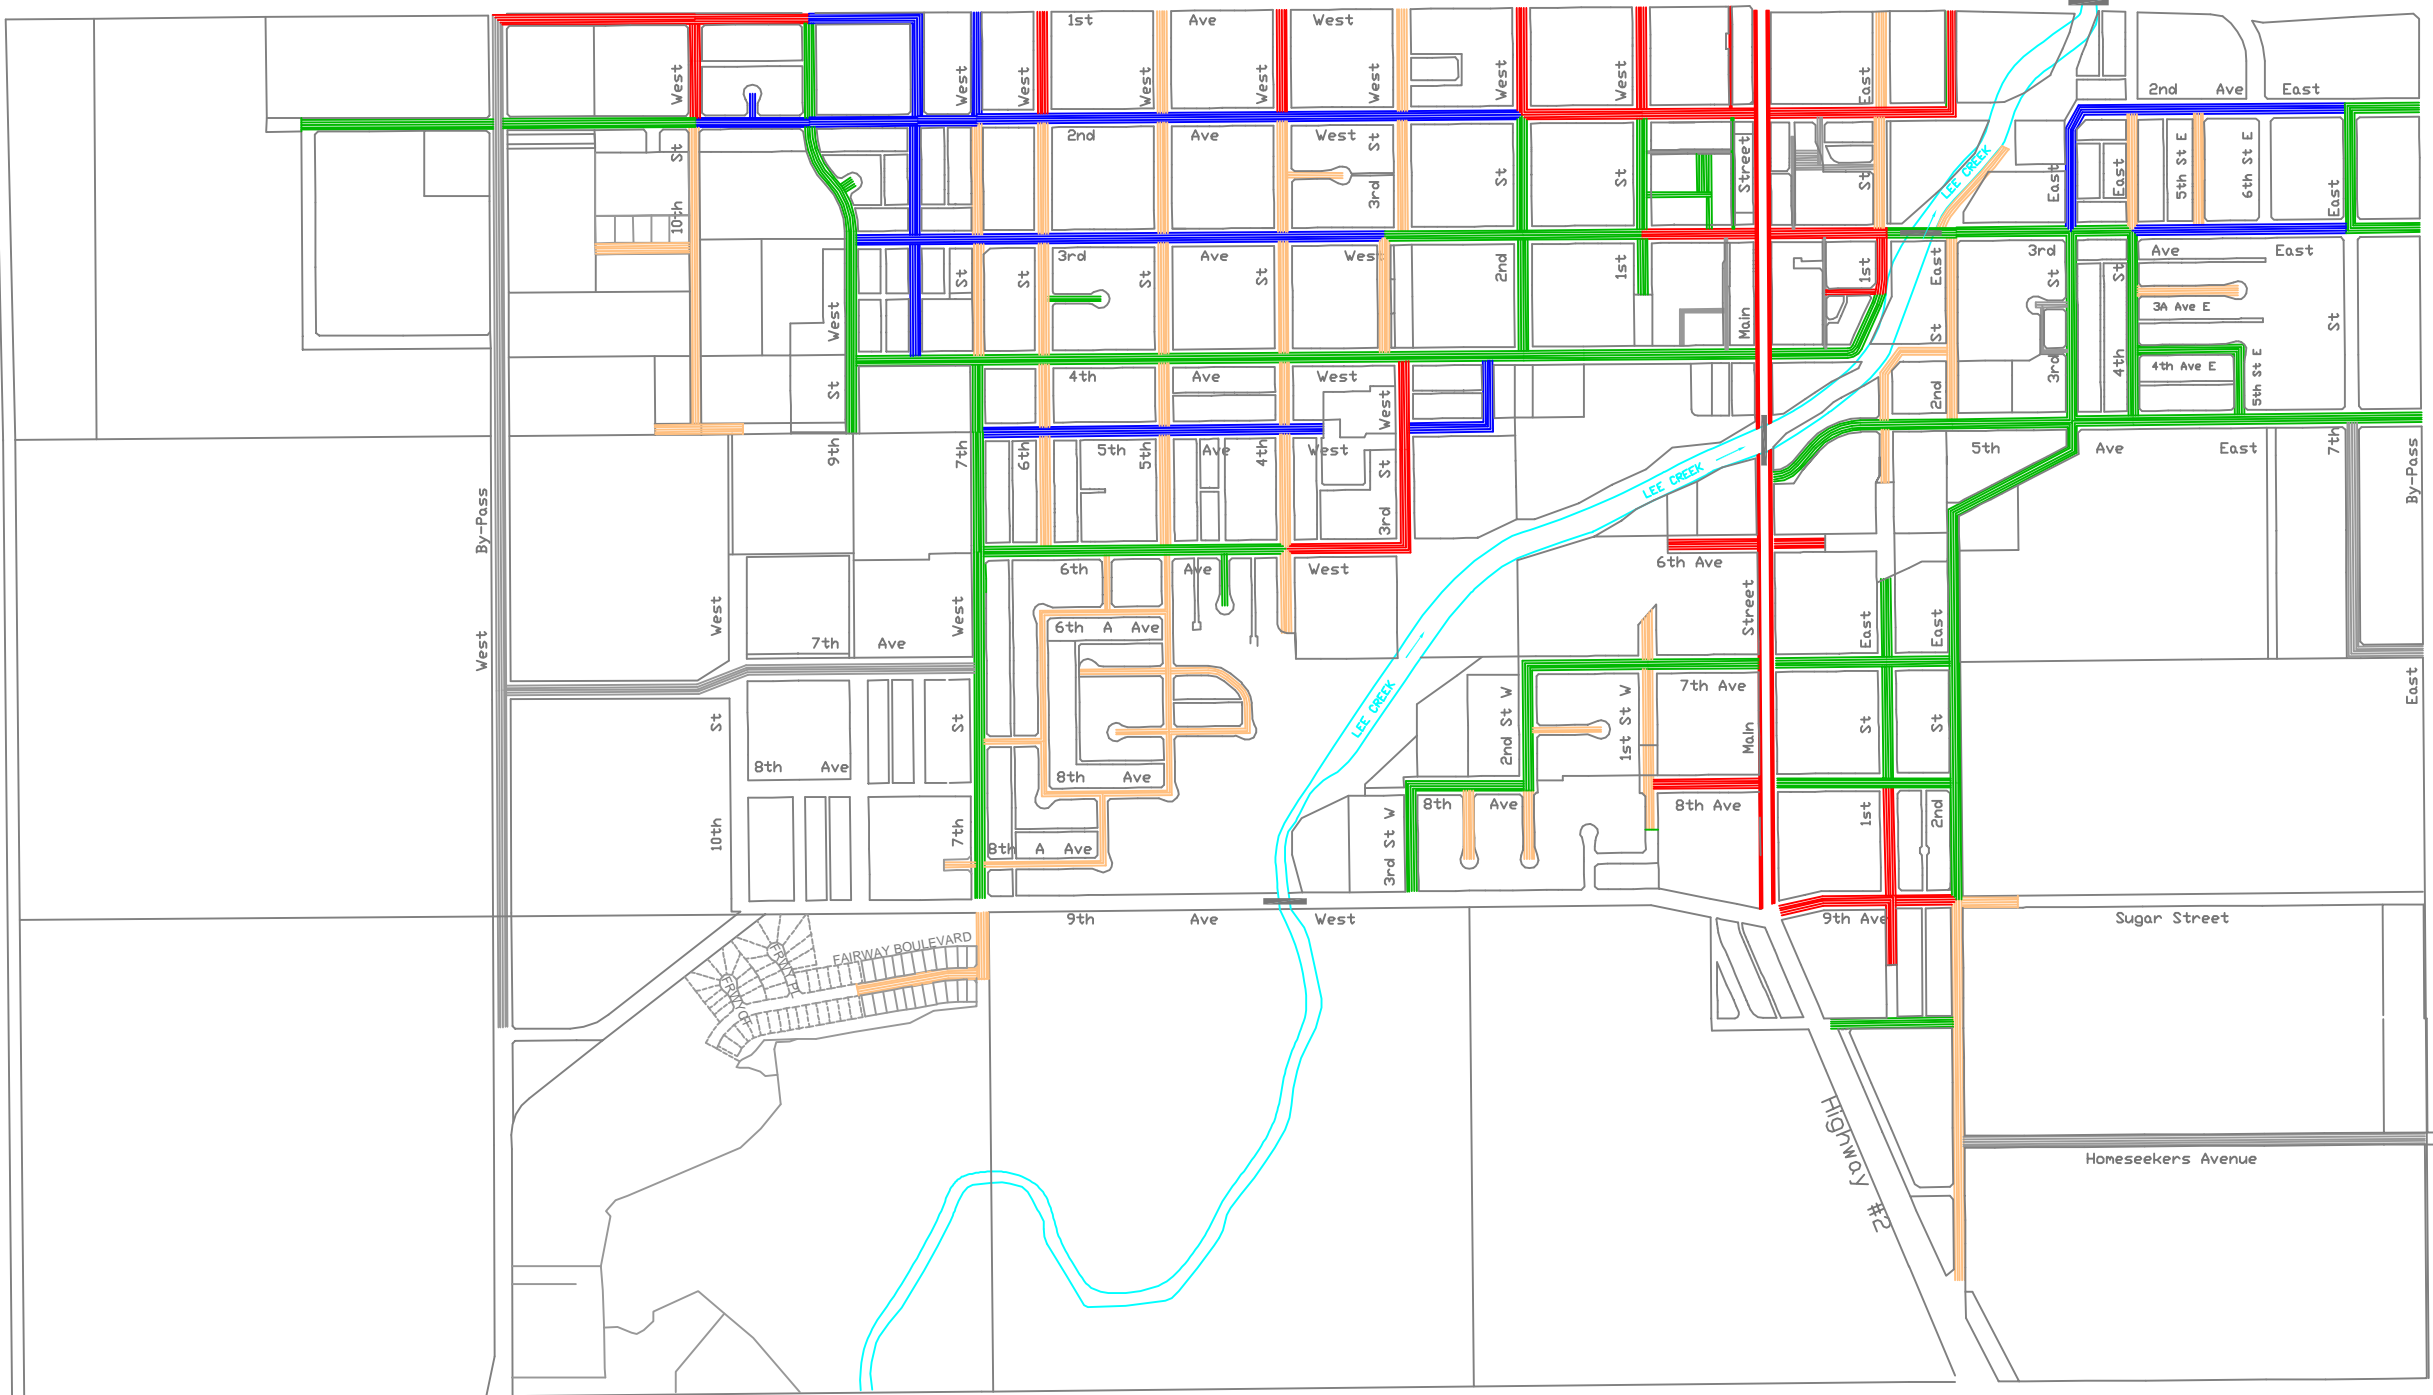 1st Ave West
West
West
West
West
West
West
West
West
East
2nd Ave East
2nd Ave West
St
10th
St
3rd
St
St
Street
St
East
East
5th St E
6th St E
East
LEE CREEK
3rd Ave West
West
St
St
St
St
2nd
1st
Main
1st
East
St
3rd
St
St
Ave East
3A Ave E
St
4th Ave West
St
West
2nd
3rd
4th
4th Ave E
5th St E
9th
7th
6th
5th Ave West
5th
4th
St
3rd
5th Ave East
7th
By-Pass
LEE CREEK
By-Pass
West
6th Ave West
6th Ave
West
West
Street
East
East
6th A Ave
7th Ave
7th Ave
East
LEE CREEK
St
St
2nd St W
1st St W
Main
St
St
8th Ave
8th Ave
8th Ave
8th Ave
10th
7th
8th A Ave
3rd St W
1st
2nd
9th Ave West
9th Ave
Sugar Street
FAIRWAY BOULEVARD
Highway #2
Homeseekers Avenue